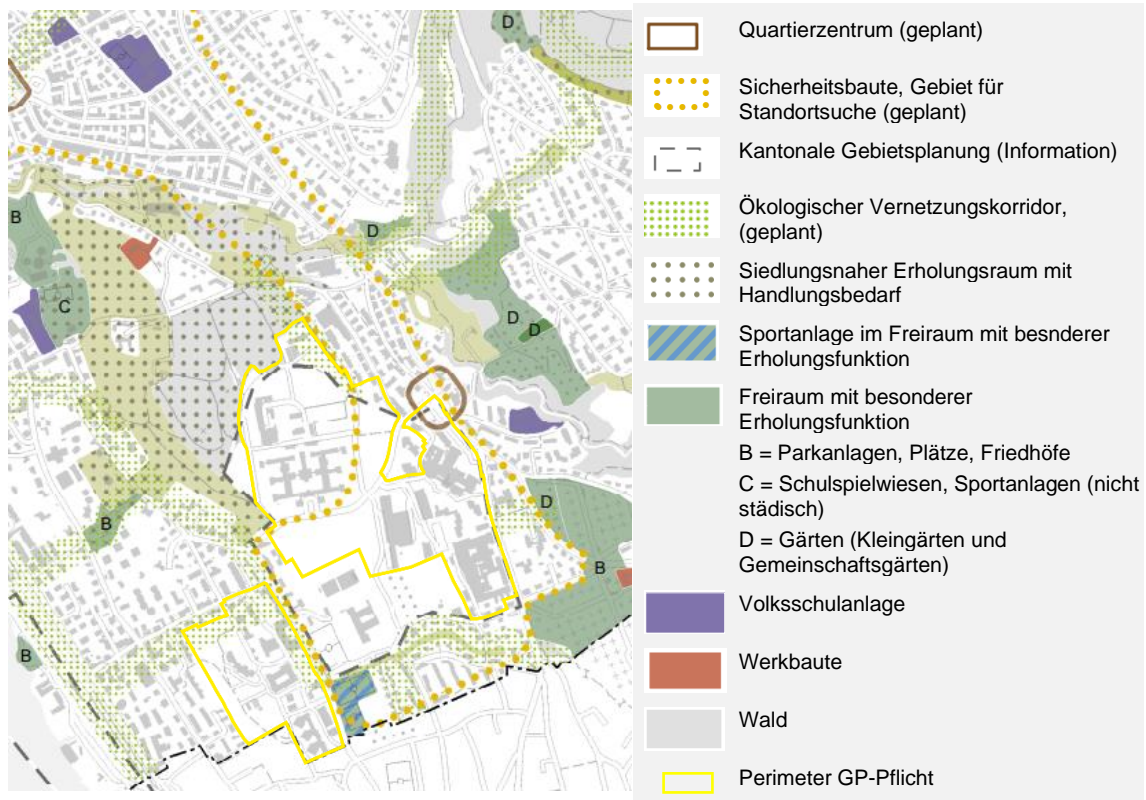 D
B
C
D
D
D
B
D
B
B
Quartierzentrum (geplant)
Sicherheitsbaute, Gebiet für
Standortsuche (geplant)
Kantonale Gebietsplanung (Information)
Ökologischer Vernetzungskorridor,
(geplant)
Siedlungsnaher Erholungsraum mit
Handlungsbedarf
Sportanlage im Freiraum mit besnderer
Erholungsfunktion
Freiraum mit besonderer
Erholungsfunktion
B = Parkanlagen, Plätze, Friedhöfe
C = Schulspielwiesen, Sportanlagen (nicht
städisch)
D = Gärten (Kleingärten und
Gemeinschaftsgärten)
Volksschulanlage
Werkbaute
Wald
Perimeter GP-Pflicht